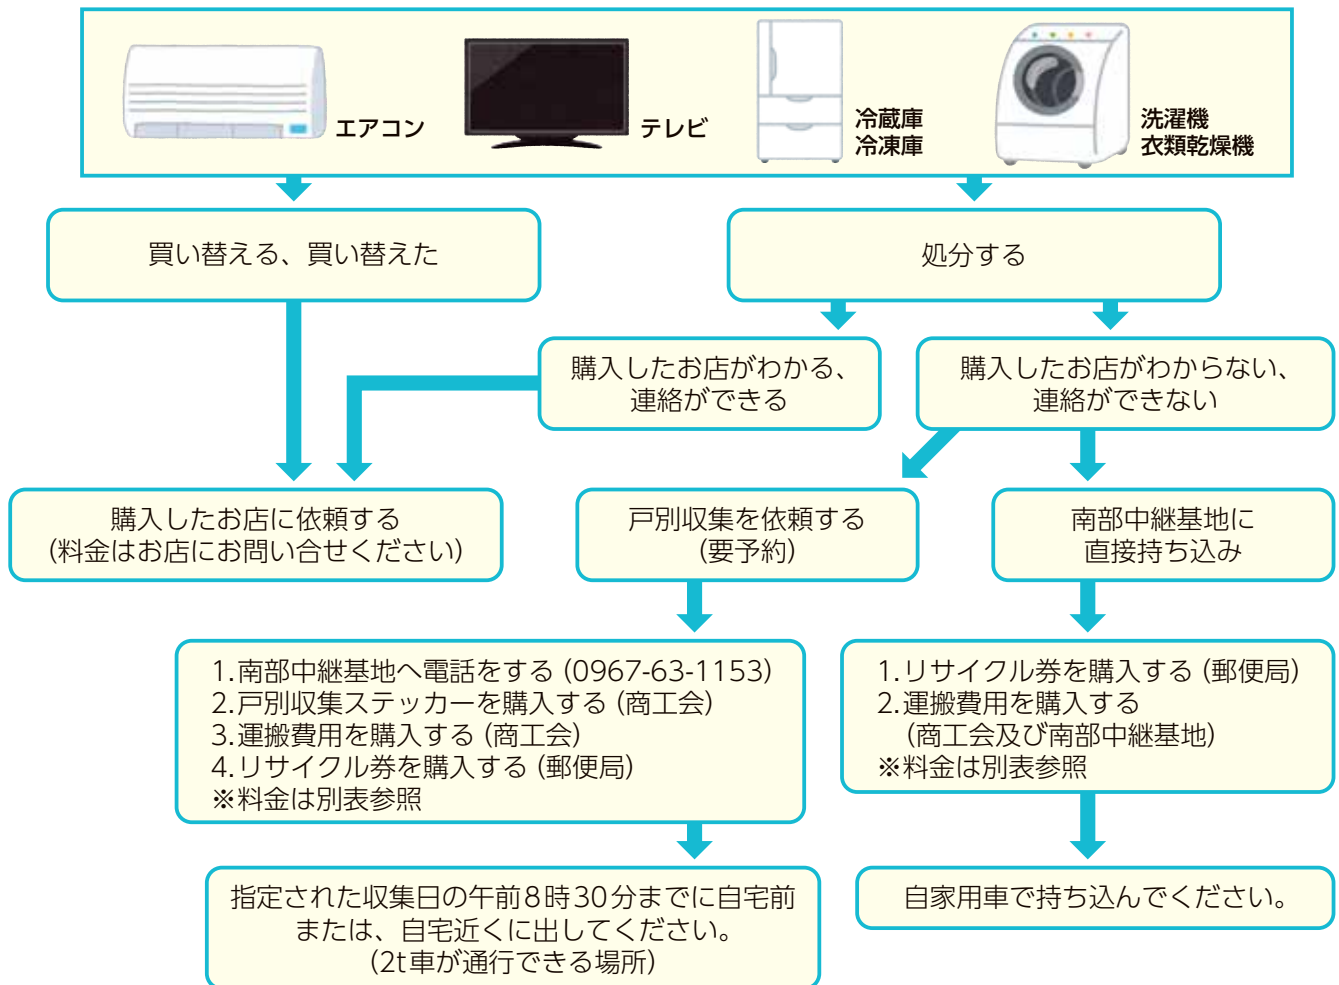 エアコン
テレビ
冷蔵庫
冷凍庫
洗濯機
衣類乾燥機
買い替える、買い替えた
処分する
購入したお店がわかる、
連絡ができる
購入したお店がわからない、
連絡ができない
購入したお店に依頼する
(料金はお店にお問い合せください)
戸別収集を依頼する
(要予約)
南部中継基地に
直接持ち込み
1.南部中継基地へ電話をする (0967-63-1153)
2.戸別収集ステッカーを購入する (商工会)
3.運搬費用を購入する (商工会)
4.リサイクル券を購入する (郵便局)
※料金は別表参照
1.リサイクル券を購入する (郵便局)
2.運搬費用を購入する
(商工会及び南部中継基地)
※料金は別表参照
指定された収集日の午前8時30分までに自宅前
または、自宅近くに出してください。
(2t車が通行できる場所)
自家用車で持ち込んでください。